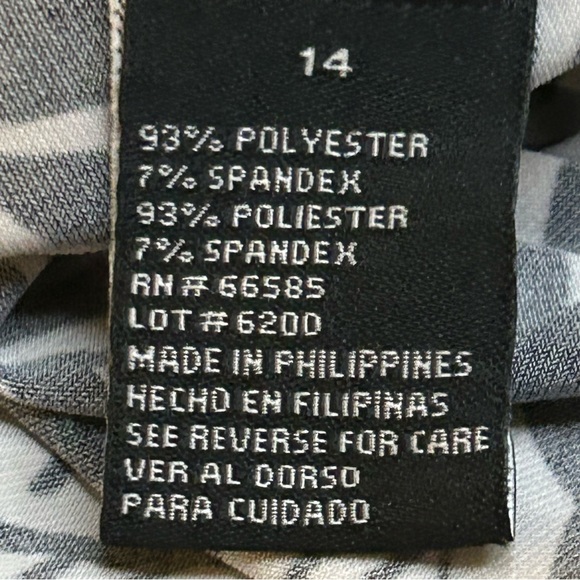 14
93% POLYESTER
7% SPANDEX
93% POLIESTER
7% SPANDEX
RN# 66585
LOT #6200
MADE IN PHILIPPINES
HECHO EN FILIPINAS
SEE REVERSE FOR CARE
VER AL DORSO
PARA CUIDADO